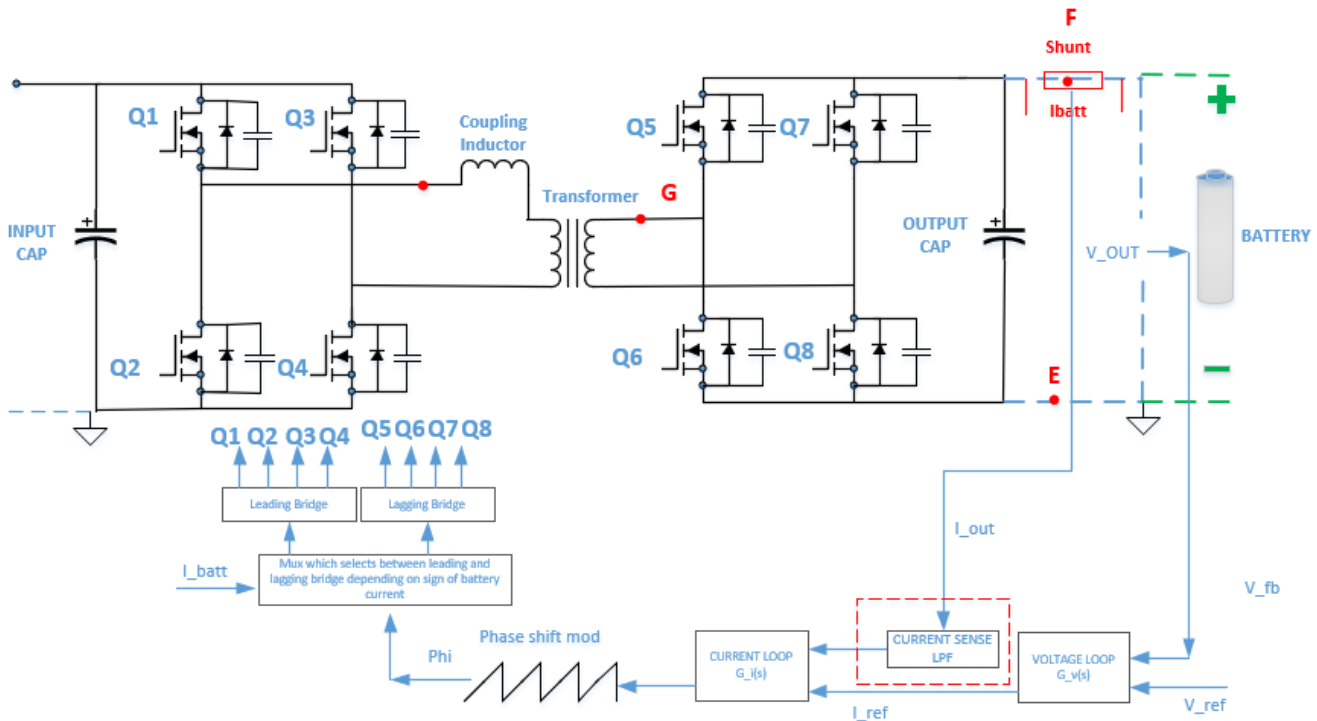 F
Shunt
Ibatt
Q1
Q3
Coupling
Inductor
Q5
Q7
Transformer
G
INPUT
CAP
OUTPUT
CAP
V_OUT
BATTERY
+
+
+
−
Q2
Q4
Q6
Q8
E
Q1 Q2 Q3 Q4
Q5 Q6 Q7 Q8
Leading Bridge
Lagging Bridge
I_batt
Mux which selects between leading and
lagging bridge depending on sign of battery
current
I_out
V_fb
Phase shift mod
Phi
CURRENT LOOP
G_i(s)
CURRENT SENSE
LPF
VOLTAGE LOOP
G_v(s)
I_ref
V_ref